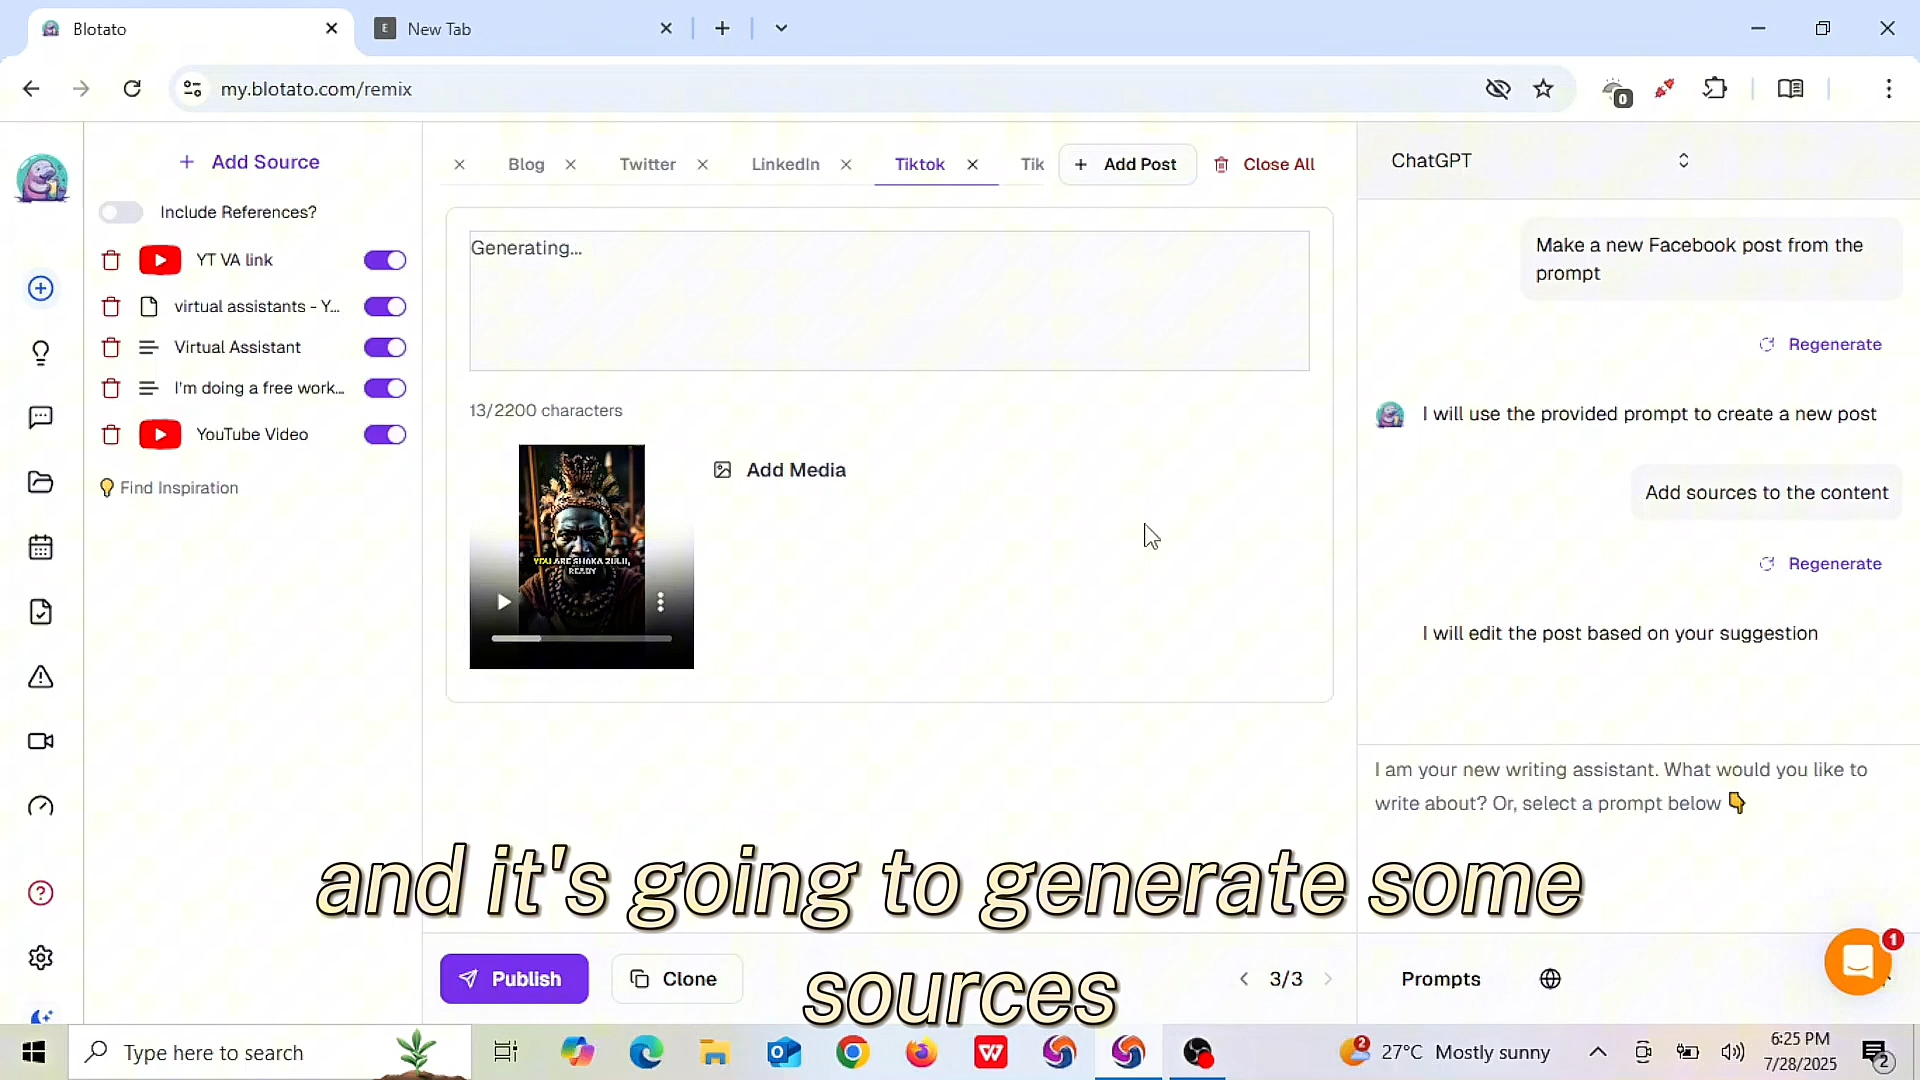 Blotato
New Tab
my.blotato.com/remix
0
Add Source
Include References?
YT VA link
virtual assistants - Y...
Virtual Assistant
I'm doing a free work...
YouTube Video
Find Inspiration
Blog
Twitter
LinkedIn
Tiktok
Tik
Add Post
Close All
Generating...
13/2200 characters
YOU ARE SHAKA ZULU,
READY
Add Media
Publish
Clone
3/3
ChatGPT
Make a new Facebook post from the
prompt
Regenerate
I will use the provided prompt to create a new post
Add sources to the content
Regenerate
I will edit the post based on your suggestion
I am your new writing assistant. What would you like to
write about? Or, select a prompt below 👇
Prompts
1
and it's going to generate some
sources
Type here to search
2
27°C Mostly sunny
6:25 PM
7/28/2025
2